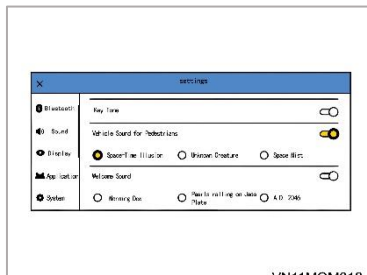 settings
Bluetooth
Key Tone
Sound
Vehicle Sound for Pedestrians
Display
Space-Time Illusion
Unknown Creature
Space Mist
Application
Welcome Sound
System
Morning Dew
Pearls rolling on Jade
Plate
A.D. 2046